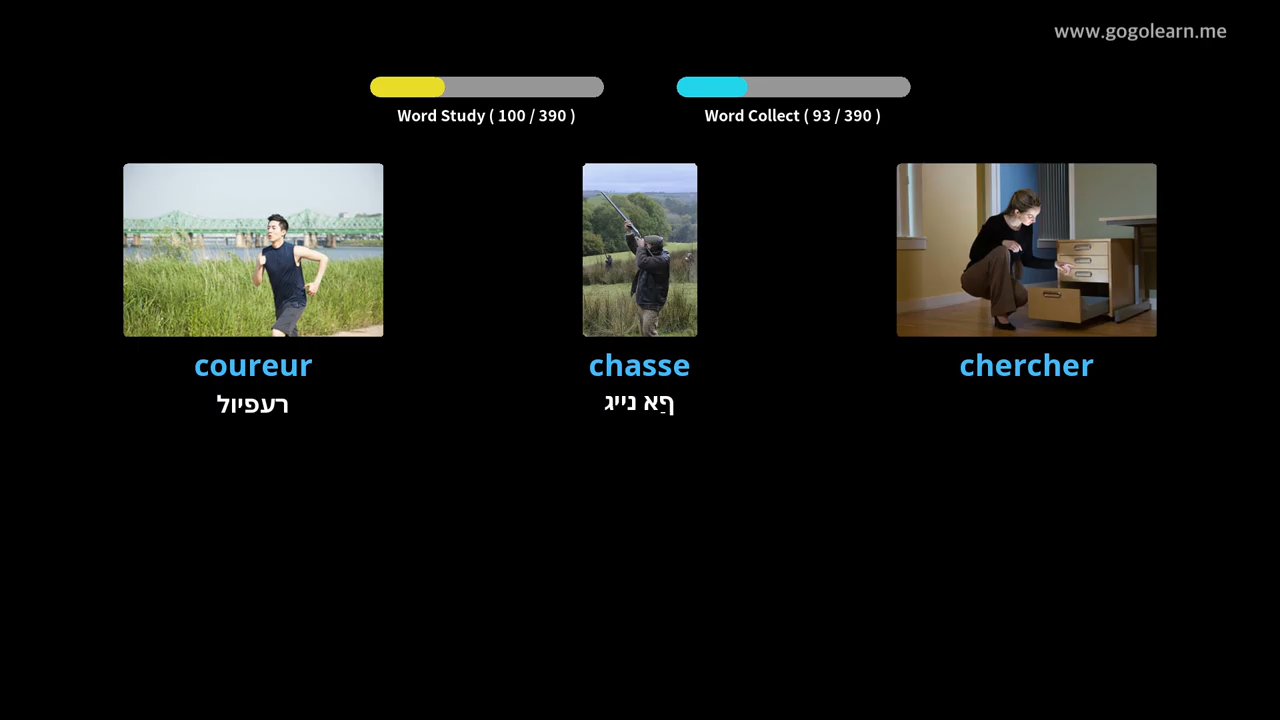 www.gogolearn.me
Word Study ( 100 / 390 )
Word Collect ( 93 / 390 )
coureur
chasse
chercher
רעפיול
ףַא נייג